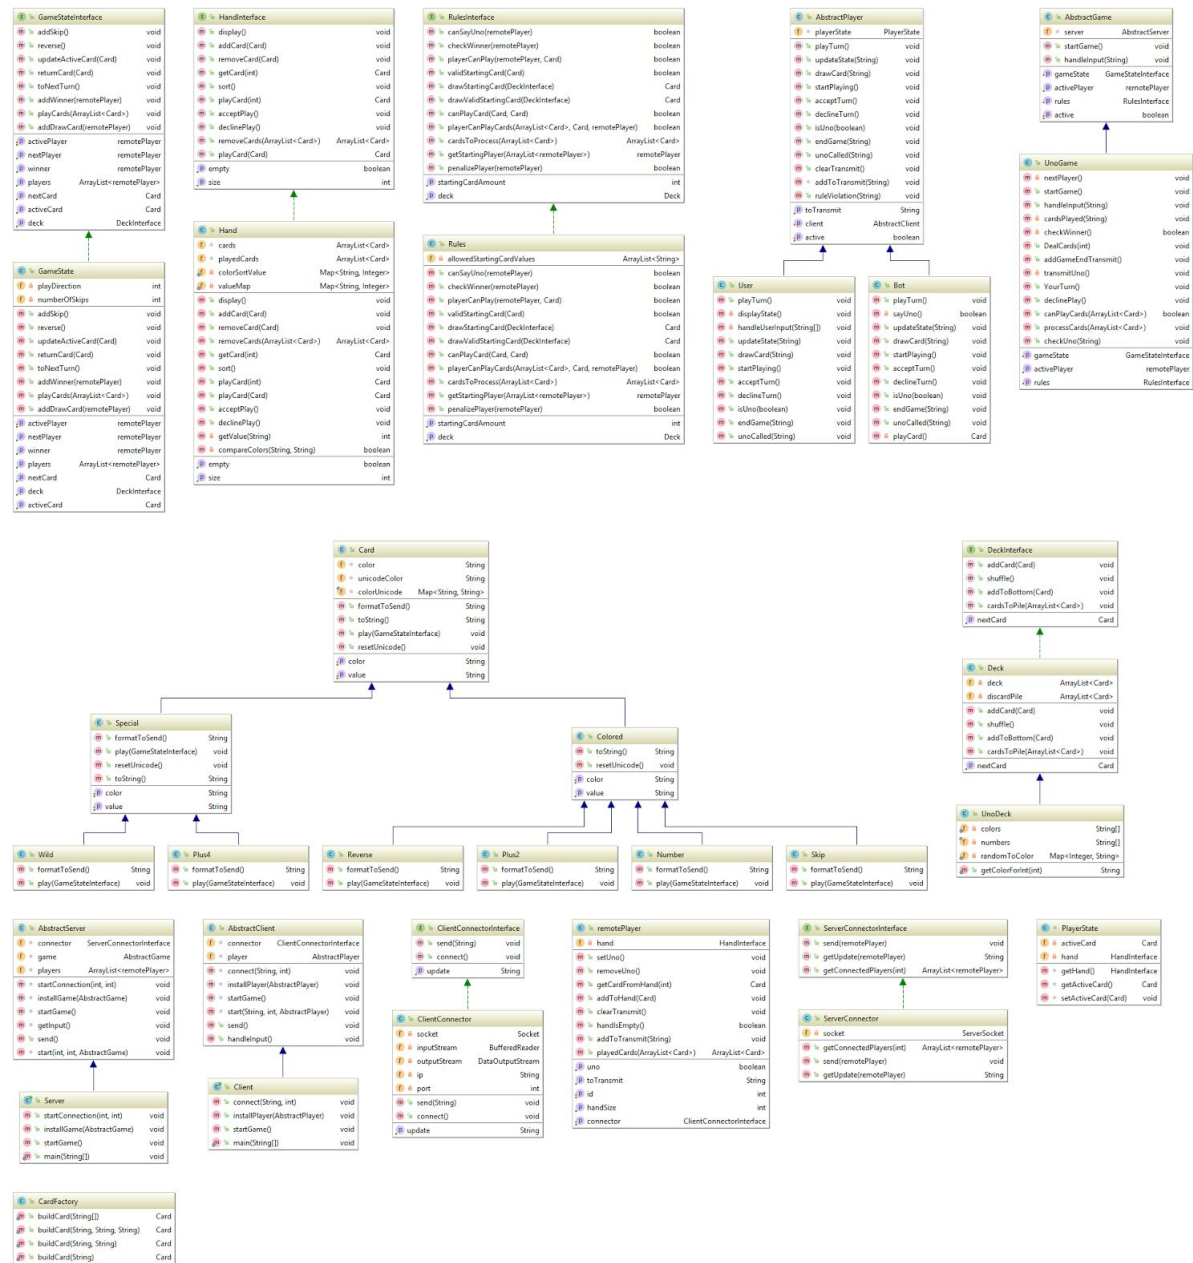 GameStateInterface
addSkip() void
reverse() void
updateActiveCard(Card) void
returnCard(Card) void
toNextTurn() void
addWinner(remotePlayer) void
playCards(ArrayList<Card>) void
addDrawCard(remotePlayer) void
activePlayer remotePlayer
nextPlayer remotePlayer
winner remotePlayer
players ArrayList<remotePlayer>
nextCard Card
activeCard Card
deck DeckInterface
GameState
playDirection int
numberOfSkips int
addSkip() void
reverse() void
updateActiveCard(Card) void
returnCard(Card) void
toNextTurn() void
addWinner(remotePlayer) void
playCards(ArrayList<Card>) void
addDrawCard(remotePlayer) void
activePlayer remotePlayer
nextPlayer remotePlayer
winner remotePlayer
players ArrayList<remotePlayer>
nextCard Card
deck DeckInterface
activeCard Card
HandInterface
display() void
addCard(Card) void
removeCard(Card) void
getCard(int) Card
sort() void
playCard(int) Card
acceptPlay() void
declinePlay() void
removeCards(ArrayList<Card>) ArrayList<Card>
playCard(Card) Card
empty boolean
size int
Hand
cards ArrayList<Card>
playedCards ArrayList<Card>
colorSortValue Map<String, Integer>
valueMap Map<String, Integer>
display() void
addCard(Card) void
removeCard(Card) void
removeCards(ArrayList<Card>) ArrayList<Card>
getCard(int) Card
sort() void
playCard(int) Card
playCard(Card) Card
acceptPlay() void
declinePlay() void
getValue(String) int
compareColors(String, String) boolean
empty boolean
size int
RulesInterface
canSayUno(remotePlayer) boolean
checkWinner(remotePlayer) boolean
playerCanPlay(remotePlayer, Card) boolean
validStartingCard(Card) boolean
drawStartingCard(DeckInterface) Card
drawValidStartingCard(DeckInterface) Card
canPlayCard(Card, Card) boolean
playerCanPlayCards(ArrayList<Card>, Card, remotePlayer) boolean
cardsToProcess(ArrayList<Card>) ArrayList<Card>
getStartingPlayer(ArrayList<remotePlayer>) remotePlayer
penalizePlayer(remotePlayer) boolean
startingCardAmount int
deck Deck
Rules
allowedStartingCardValues ArrayList<String>
canSayUno(remotePlayer) boolean
checkWinner(remotePlayer) boolean
playerCanPlay(remotePlayer, Card) boolean
validStartingCard(Card) boolean
drawStartingCard(DeckInterface) Card
drawValidStartingCard(DeckInterface) Card
canPlayCard(Card, Card) boolean
playerCanPlayCards(ArrayList<Card>, Card, remotePlayer) boolean
cardsToProcess(ArrayList<Card>) ArrayList<Card>
getStartingPlayer(ArrayList<remotePlayer>) remotePlayer
penalizePlayer(remotePlayer) boolean
startingCardAmount int
deck Deck
AbstractPlayer
playerState PlayerState
playTurn() void
updateState(String) void
drawCard(String) void
startPlaying() void
acceptTurn() void
declineTurn() void
isUno(boolean) void
endGame(String) void
unoCalled(String) void
clearTransmit() void
addToTransmit(String) void
ruleViolation(String) void
toTransmit String
client AbstractClient
active boolean
User
playTurn() void
displayState() void
handleUserInput(String[]) void
updateState(String) void
drawCard(String) void
startPlaying() void
acceptTurn() void
declineTurn() void
isUno(boolean) void
endGame(String) void
unoCalled(String) void
Bot
playTurn() void
sayUno() boolean
updateState(String) void
drawCard(String) void
startPlaying() void
acceptTurn() void
declineTurn() void
isUno(boolean) void
endGame(String) void
unoCalled(String) void
playCard() Card
AbstractGame
server AbstractServer
startGame() void
handleInput(String) void
gameState GameStateInterface
activePlayer remotePlayer
rules RulesInterface
active boolean
UnoGame
nextPlayer() void
startGame() void
handleInput(String) void
cardsPlayed(String) void
checkWinner() boolean
DealCards(int) void
addGameEndTransmit() void
transmitUno() void
YourTurn() void
declinePlay() void
canPlayCards(ArrayList<Card>) boolean
processCards(ArrayList<Card>) void
checkUno(String) void
gameState GameStateInterface
activePlayer remotePlayer
rules RulesInterface
Card
color String
unicodeColor String
colorUnicode Map<String, String>
formatToSend() String
toString() String
play(GameStateInterface) void
resetUnicode() void
color String
value String
Special
formatToSend() String
play(GameStateInterface) void
resetUnicode() void
toString() String
color String
value String
Colored
toString() String
resetUnicode() void
color String
value String
Wild
formatToSend() String
play(GameStateInterface) void
Plus4
formatToSend() String
play(GameStateInterface) void
Reverse
formatToSend() String
play(GameStateInterface) void
Plus2
formatToSend() String
play(GameStateInterface) void
Number
formatToSend() String
play(GameStateInterface) void
Skip
formatToSend() String
play(GameStateInterface) void
DeckInterface
addCard(Card) void
shuffle() void
addToBottom(Card) void
cardsToPile(ArrayList<Card>) void
nextCard Card
Deck
deck ArrayList<Card>
discardPile ArrayList<Card>
addCard(Card) void
shuffle() void
addToBottom(Card) void
cardsToPile(ArrayList<Card>) void
nextCard Card
UnoDeck
colors String[]
numbers String[]
randomToColor Map<Integer, String>
getColorForInt(int) String
AbstractServer
connector ServerConnectorInterface
game AbstractGame
players ArrayList<remotePlayer>
startConnection(int, int) void
installGame(AbstractGame) void
startGame() void
getInput() void
send() void
start(int, int, AbstractGame) void
Server
startConnection(int, int) void
installGame(AbstractGame) void
startGame() void
main(String[]) void
AbstractClient
connector ClientConnectorInterface
player AbstractPlayer
connect(String, int) void
installPlayer(AbstractPlayer) void
startGame() void
start(String, int, AbstractPlayer) void
send() void
handleInput() void
Client
connect(String, int) void
installPlayer(AbstractPlayer) void
startGame() void
main(String[]) void
ClientConnectorInterface
send(String) void
connect() void
update String
ClientConnector
socket Socket
inputStream BufferedReader
outputStream DataOutputStream
ip String
port int
send(String) void
connect() void
update String
remotePlayer
hand HandInterface
setUno() void
removeUno() void
getCardFromHand(int) Card
addToHand(Card) void
clearTransmit() void
handIsEmpty() boolean
addToTransmit(String) void
playedCards(ArrayList<Card>) ArrayList<Card>
uno boolean
toTransmit String
id int
handSize int
connector ClientConnectorInterface
ServerConnectorInterface
send(remotePlayer) void
getUpdate(remotePlayer) String
getConnectedPlayers(int) ArrayList<remotePlayer>
ServerConnector
socket ServerSocket
getConnectedPlayers(int) ArrayList<remotePlayer>
send(remotePlayer) void
getUpdate(remotePlayer) String
PlayerState
activeCard Card
hand HandInterface
getHand() HandInterface
getActiveCard() Card
setActiveCard(Card) void
CardFactory
buildCard(String[]) Card
buildCard(String, String, String) Card
buildCard(String, String) Card
buildCard(String) Card